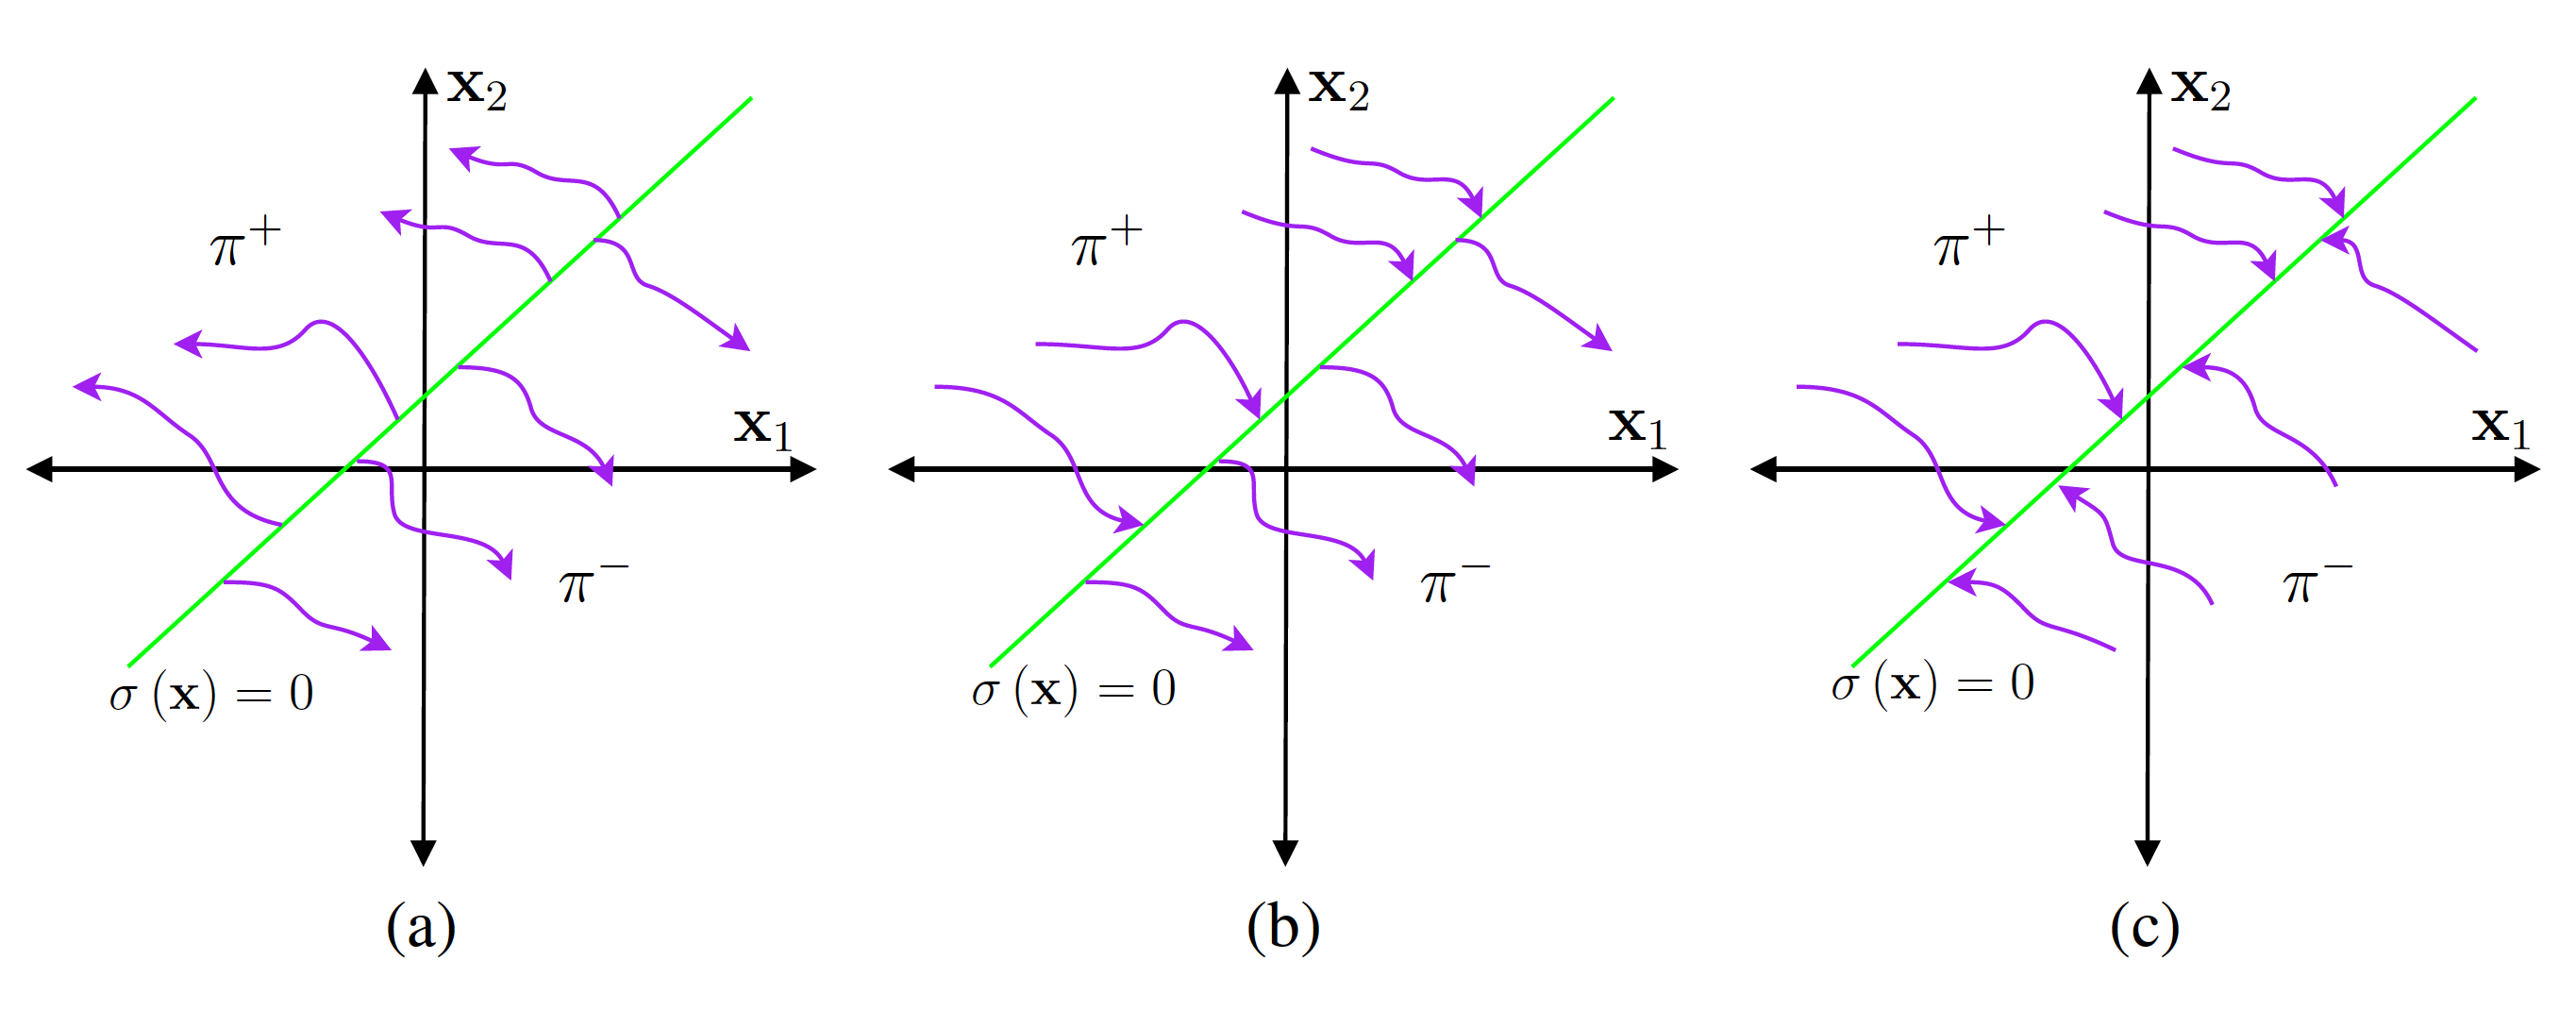 x₂ x₂ x₂
π⁺ π⁺ π⁺
x₁ x₁ x₁
π⁻ π⁻ π⁻
σ (x) = 0 σ (x) = 0 σ (x) = 0
(a) (b) (c)